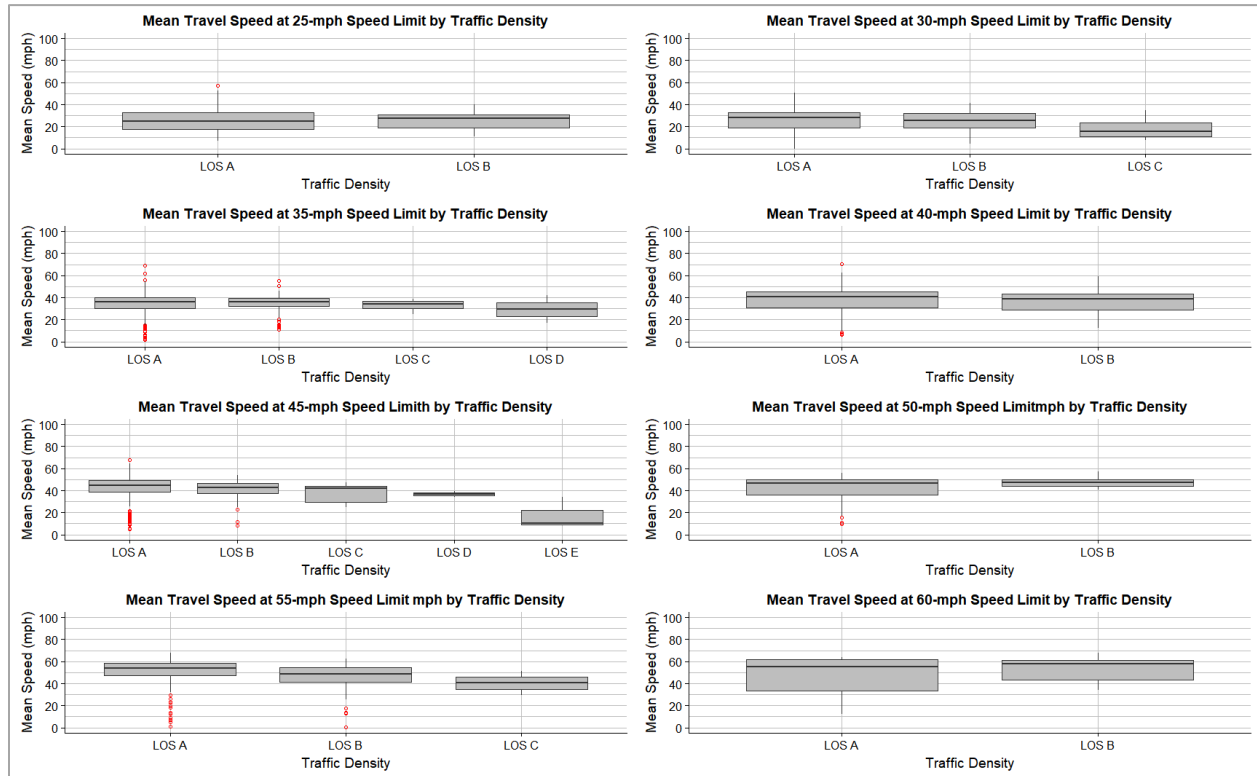 Mean Travel Speed at 25-mph Speed Limit by Traffic Density
Mean Speed (mph)
100
80
60
40
20
0
LOS A LOS B
Traffic Density
Mean Travel Speed at 30-mph Speed Limit by Traffic Density
Mean Speed (mph)
100
80
60
40
20
0
LOS A LOS B LOS C
Traffic Density
Mean Travel Speed at 35-mph Speed Limit by Traffic Density
Mean Speed (mph)
100
80
60
40
20
0
LOS A LOS B LOS C LOS D
Traffic Density
Mean Travel Speed at 40-mph Speed Limit by Traffic Density
Mean Speed (mph)
100
80
60
40
20
0
LOS A LOS B
Traffic Density
Mean Travel Speed at 45-mph Speed Limith by Traffic Density
Mean Speed (mph)
100
80
60
40
20
0
LOS A LOS B LOS C LOS D LOS E
Traffic Density
Mean Travel Speed at 50-mph Speed Limitmph by Traffic Density
Mean Speed (mph)
100
80
60
40
20
0
LOS A LOS B
Traffic Density
Mean Travel Speed at 55-mph Speed Limit mph by Traffic Density
Mean Speed (mph)
100
80
60
40
20
0
LOS A LOS B LOS C
Traffic Density
Mean Travel Speed at 60-mph Speed Limit by Traffic Density
Mean Speed (mph)
100
80
60
40
20
0
LOS A LOS B
Traffic Density